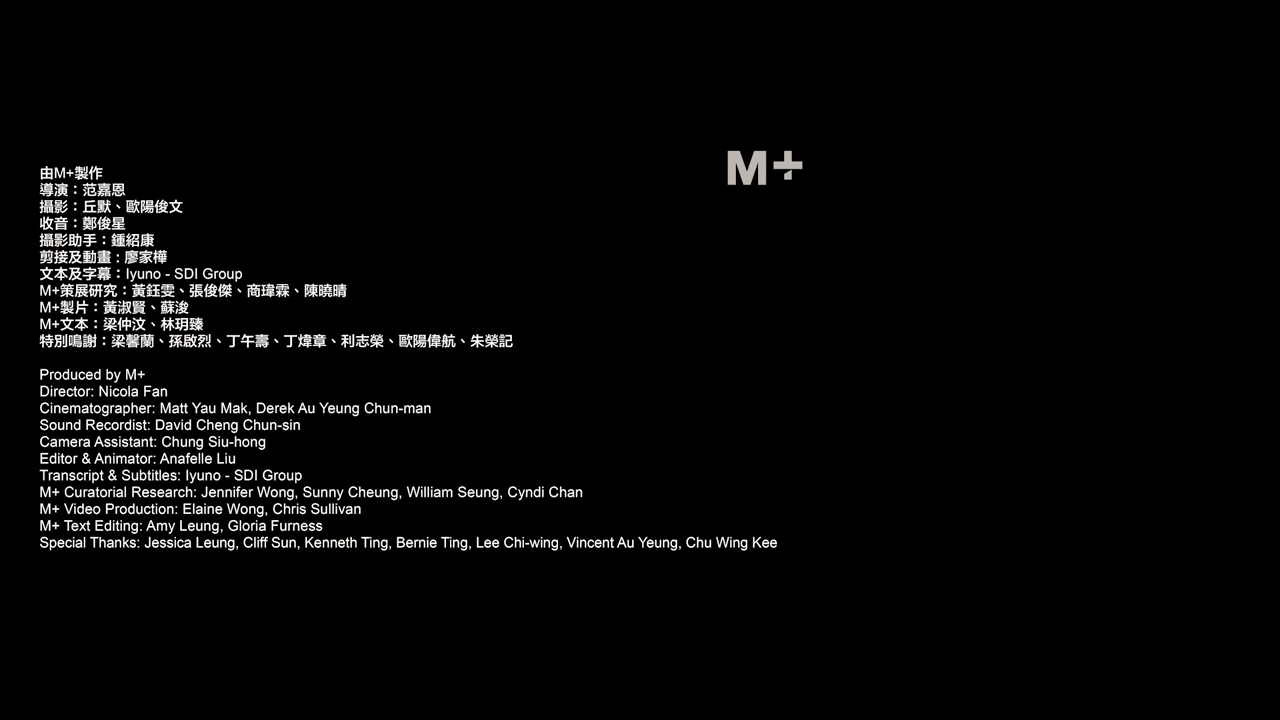 M+
由M+製作
導演：范嘉恩
攝影：丘默、歐陽俊文
收音：鄭俊星
攝影助手：鍾紹康
剪接及動畫 : 廖家樺
文本及字幕：Iyuno - SDI Group
M+策展研究：黃鈺雯、張俊傑、商瑋霖、陳曉晴
M+製片：黃淑賢、蘇浚
M+文本：梁仲汶、林玥臻
特別鳴謝：梁馨蘭、孫啟烈、丁午壽、丁煒章、利志榮、歐陽偉航、朱榮記
Produced by M+
Director: Nicola Fan
Cinematographer: Matt Yau Mak, Derek Au Yeung Chun-man
Sound Recordist: David Cheng Chun-sin
Camera Assistant: Chung Siu-hong
Editor & Animator: Anafelle Liu
Transcript & Subtitles: Iyuno - SDI Group
M+ Curatorial Research: Jennifer Wong, Sunny Cheung, William Seung, Cyndi Chan
M+ Video Production: Elaine Wong, Chris Sullivan
M+ Text Editing: Amy Leung, Gloria Furness
Special Thanks: Jessica Leung, Cliff Sun, Kenneth Ting, Bernie Ting, Lee Chi-wing, Vincent Au Yeung, Chu Wing Kee